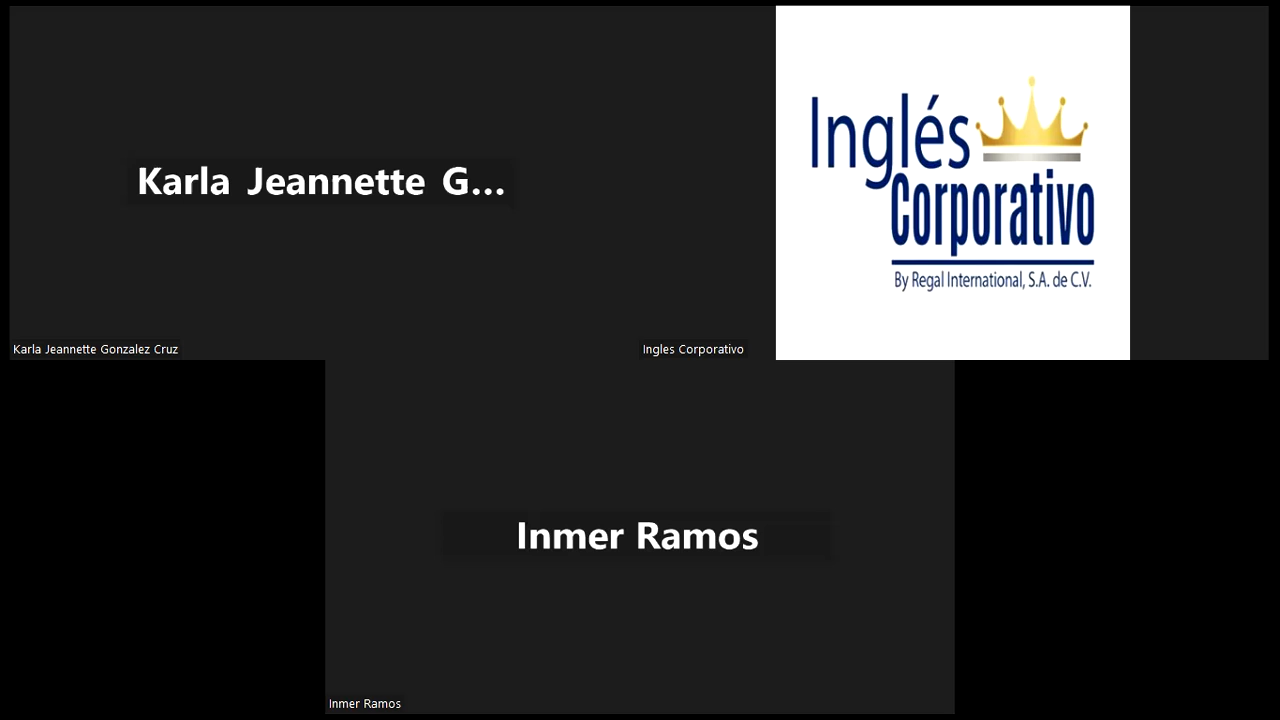 Karla Jeannette G...
Karla Jeannette Gonzalez Cruz
Inglés
Corporativo
By Regal International, S.A. de C.V.
Ingles Corporativo
Inmer Ramos
Inmer Ramos